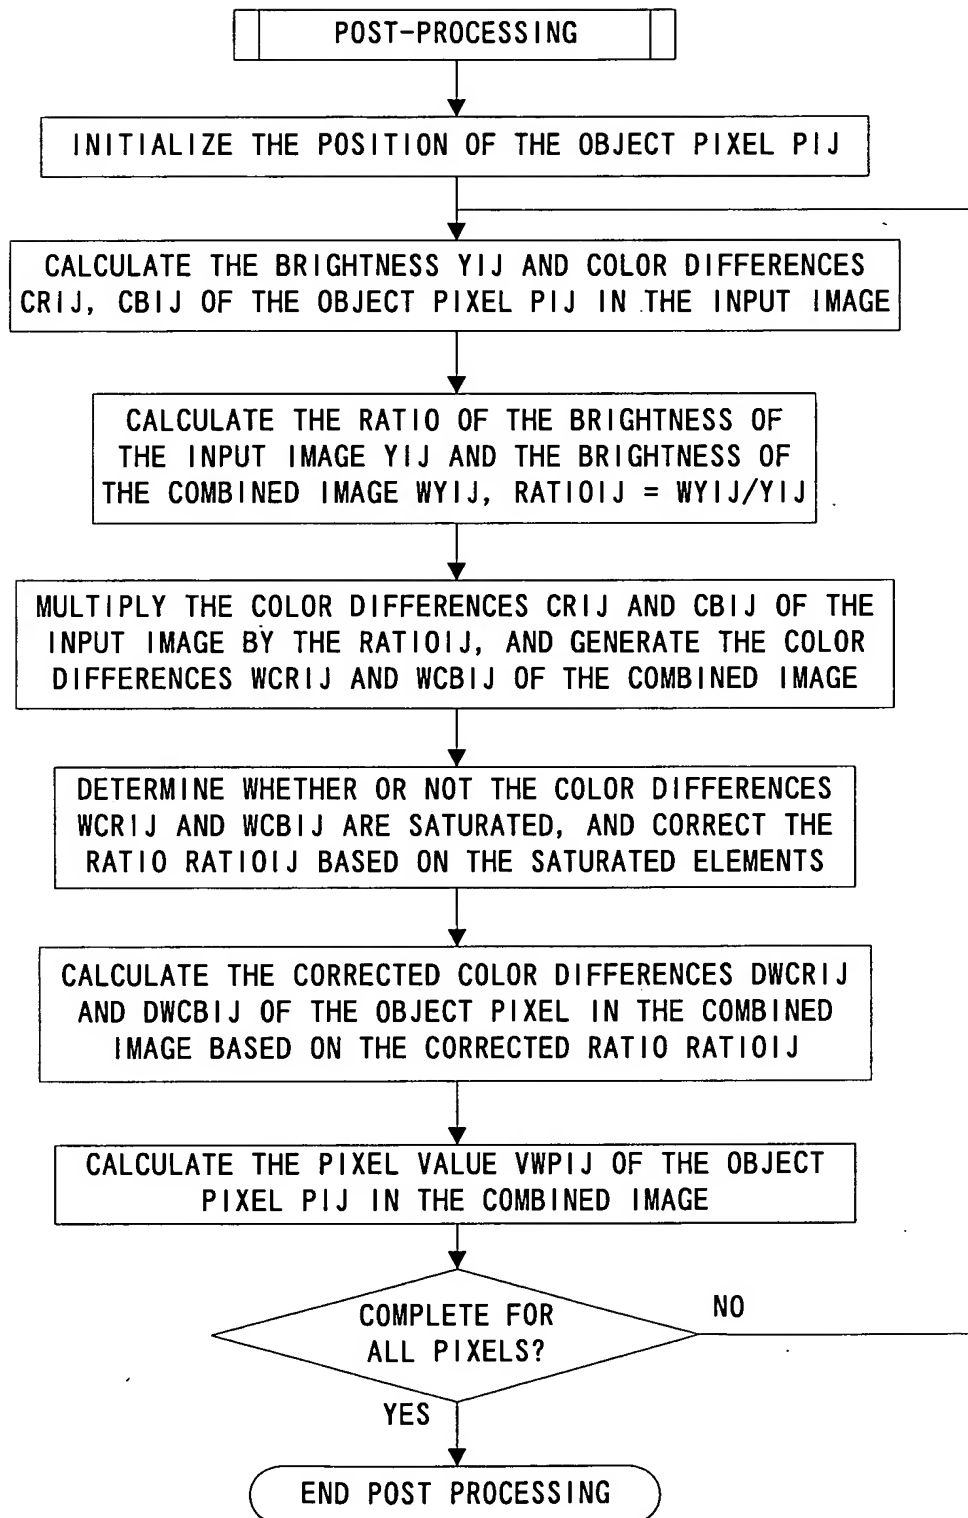 POST-PROCESSING
INITIALIZE THE POSITION OF THE OBJECT PIXEL PIJ
CALCULATE THE BRIGHTNESS YIJ AND COLOR DIFFERENCES
CRIJ, CBIJ OF THE OBJECT PIXEL PIJ IN THE INPUT IMAGE
CALCULATE THE RATIO OF THE BRIGHTNESS OF
THE INPUT IMAGE YIJ AND THE BRIGHTNESS OF
THE COMBINED IMAGE WYIJ, RATIOIJ = WYIJ/YIJ
MULTIPLY THE COLOR DIFFERENCES CRIJ AND CBIJ OF THE
INPUT IMAGE BY THE RATIOIJ, AND GENERATE THE COLOR
DIFFERENCES WCRIJ AND WCBIJ OF THE COMBINED IMAGE
DETERMINE WHETHER OR NOT THE COLOR DIFFERENCES
WCRIJ AND WCBIJ ARE SATURATED, AND CORRECT THE
RATIO RATIOIJ BASED ON THE SATURATED ELEMENTS
CALCULATE THE CORRECTED COLOR DIFFERENCES DWCRIJ
AND DWCBIJ OF THE OBJECT PIXEL IN THE COMBINED
IMAGE BASED ON THE CORRECTED RATIO RATIOIJ
CALCULATE THE PIXEL VALUE VWPIJ OF THE OBJECT
PIXEL PIJ IN THE COMBINED IMAGE
COMPLETE FOR
ALL PIXELS?
NO
YES
END POST PROCESSING